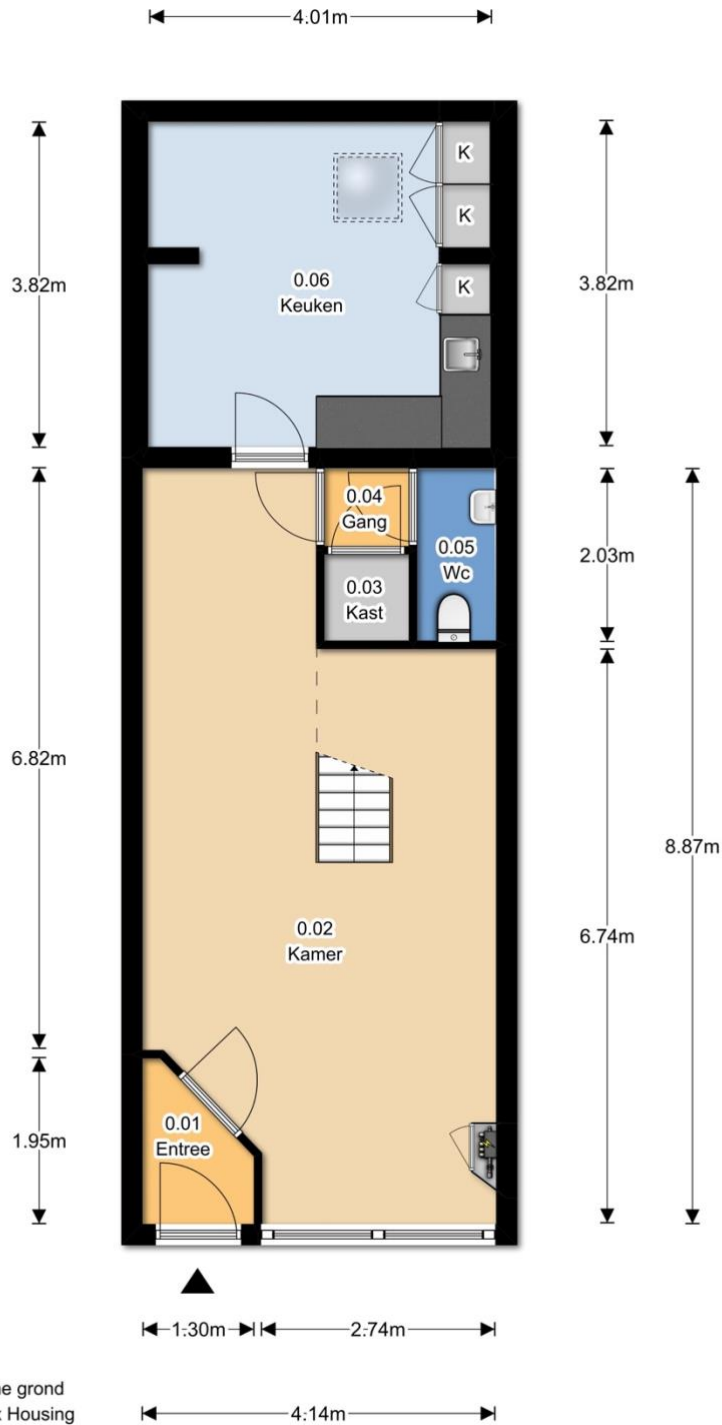 4.01m
K
K
3.82m
0.06
Keuken
K
3.82m
0.04
Gang
0.05
Wc
2.03m
0.03
Kast
6.82m
8.87m
0.02
Kamer
6.74m
0.01
Entree
1.95m
1.30m
2.74m
grond
Housing
4.14m